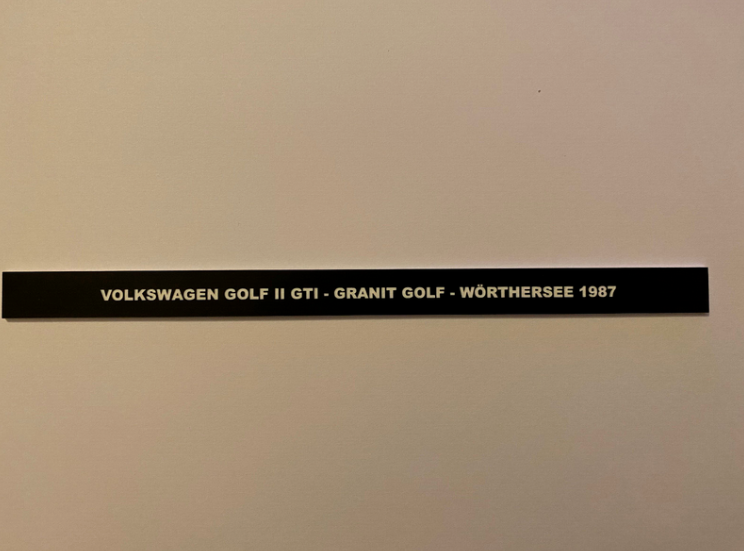 VOLKSWAGEN GOLF II GTI - GRANIT GOLF - WÖRTHERSEE 1987